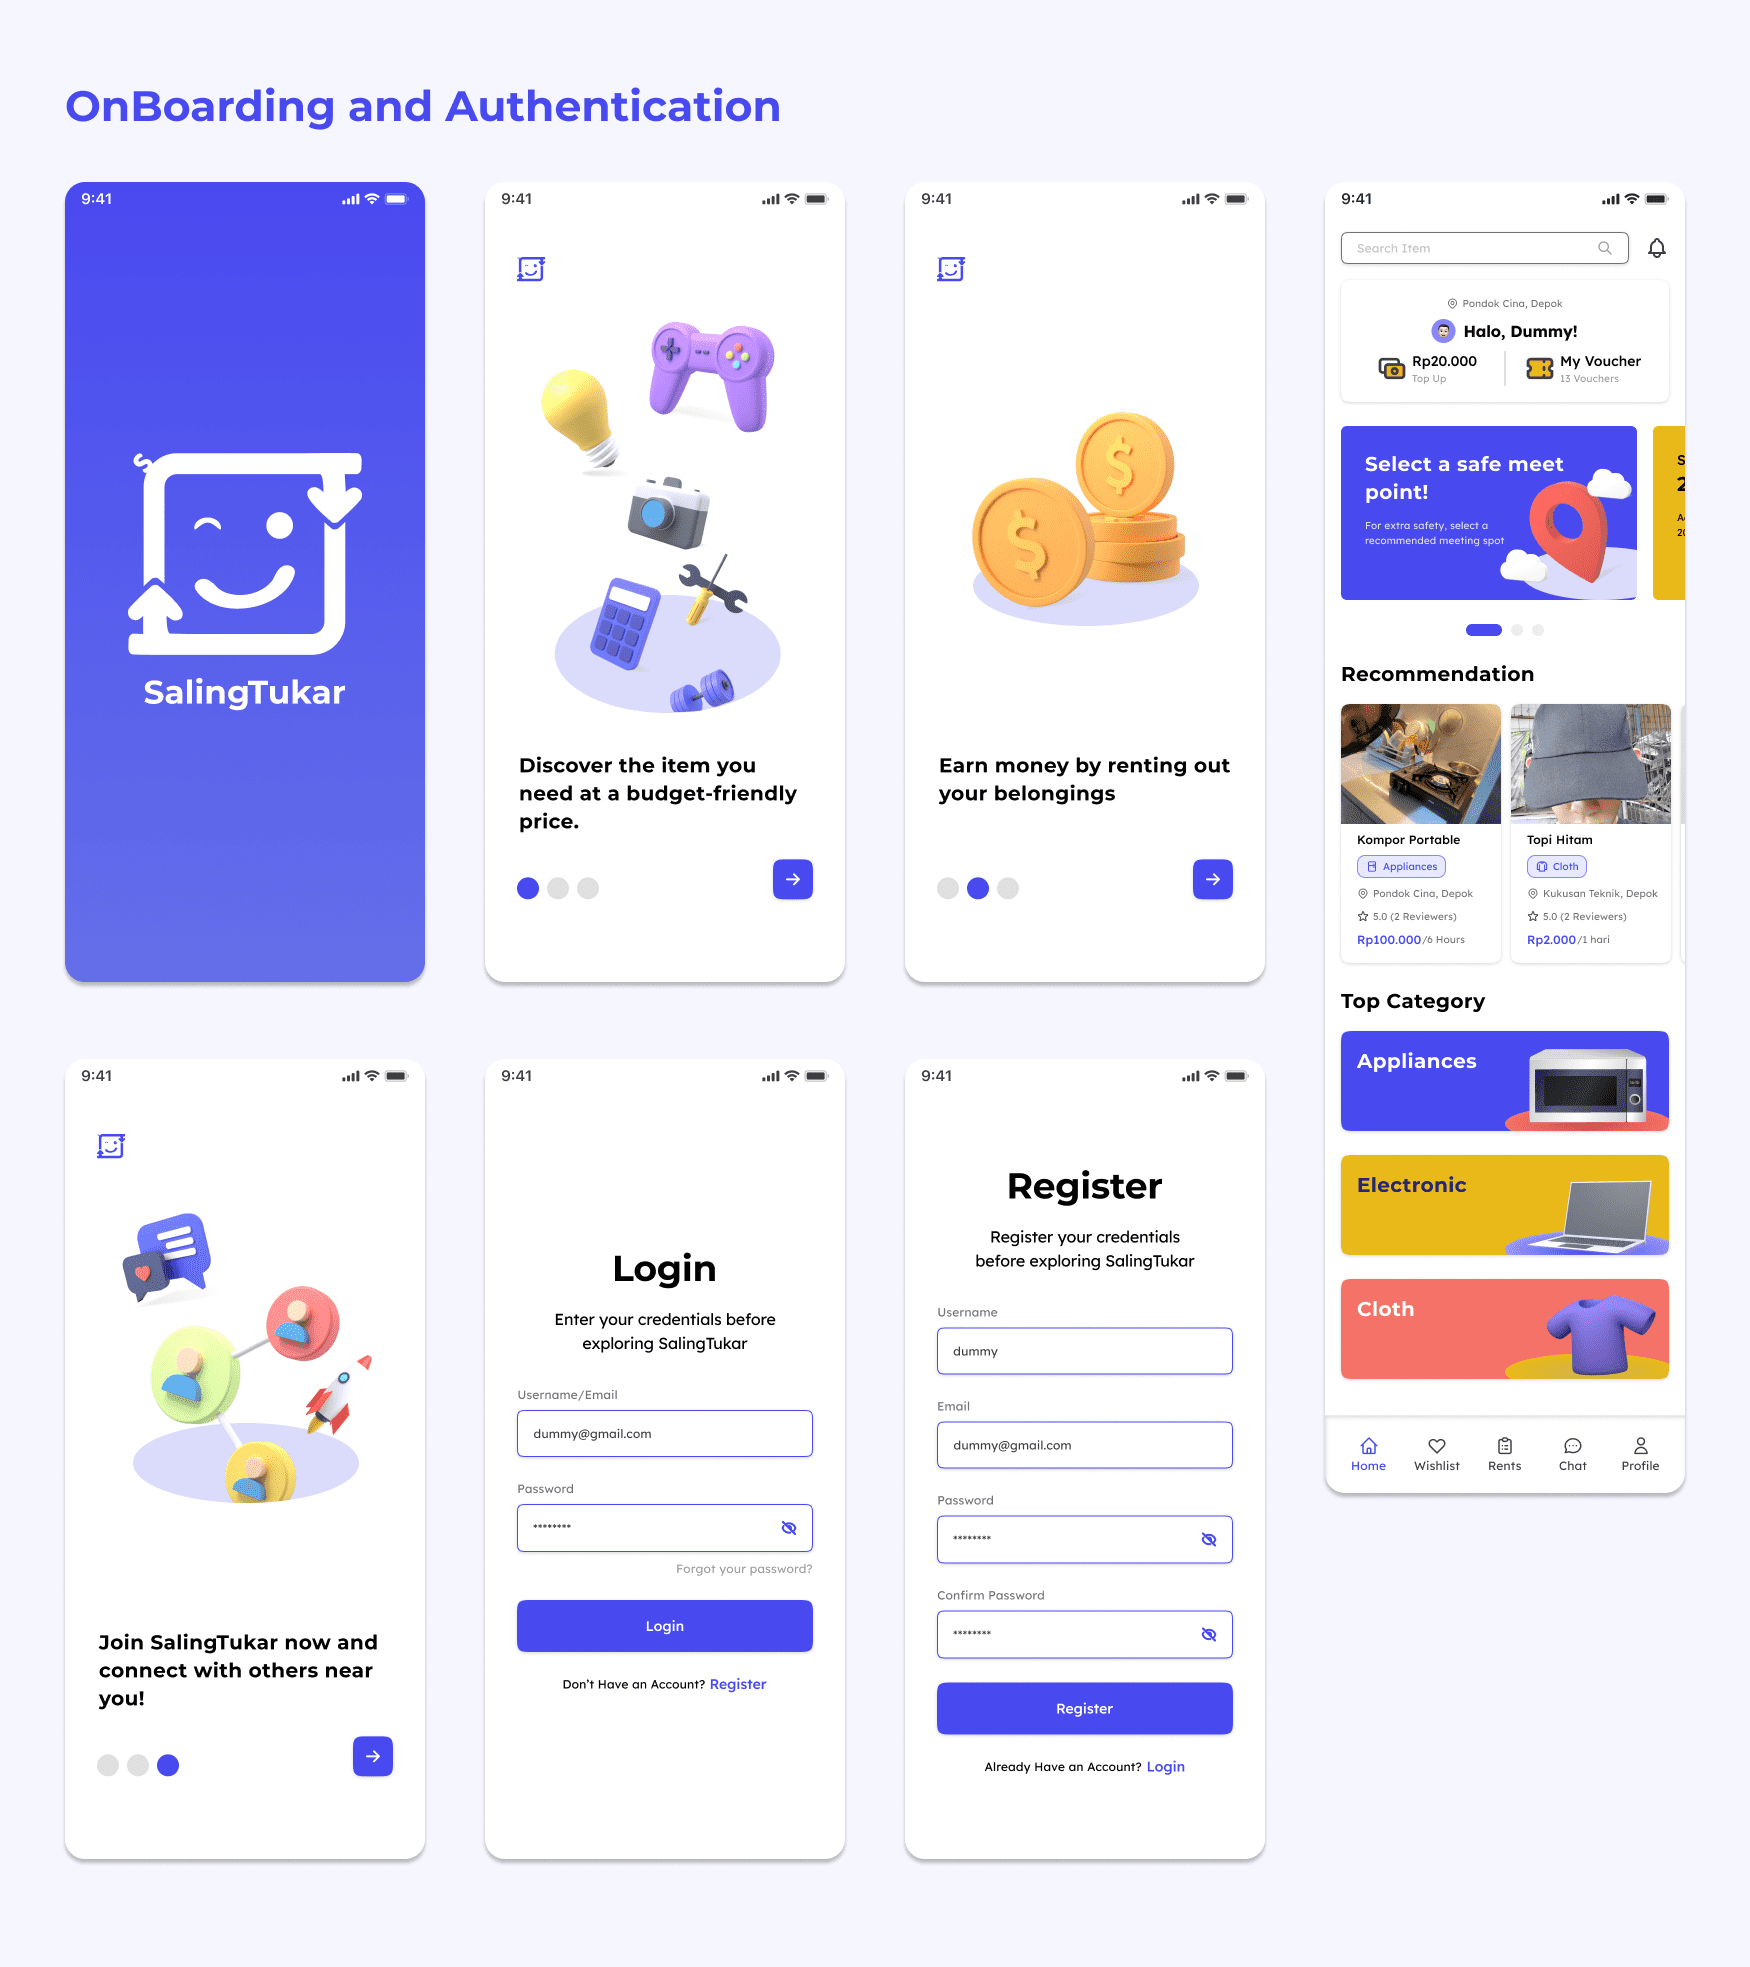 OnBoarding and Authentication
9:41
SalingTukar
9:41
Discover the item you
need at a budget-friendly
price.
9:41
Earn money by renting out
your belongings
9:41
Search Item
Pondok Cina, Depok
Halo, Dummy!
Rp20.000
Top Up
My Voucher
13 Vouchers
Select a safe meet
point!
For extra safety, select a
recommended meeting spot
S
2
A
20
Recommendation
Kompor Portable
Appliances
Pondok Cina, Depok
5.0 (2 Reviewers)
Rp100.000/6 Hours
Topi Hitam
Cloth
Kukusan Teknik, Depok
5.0 (2 Reviewers)
Rp2.000/1 hari
Top Category
Appliances
Electronic
Cloth
Home
Wishlist
Rents
Chat
Profile
9:41
Join SalingTukar now and
connect with others near
you!
9:41
Login
Enter your credentials before
exploring SalingTukar
Username/Email
dummy@gmail.com
Password
********
Forgot your password?
Login
Don't Have an Account? Register
9:41
Register
Register your credentials
before exploring SalingTukar
Username
dummy
Email
dummy@gmail.com
Password
********
Confirm Password
********
Register
Already Have an Account? Login